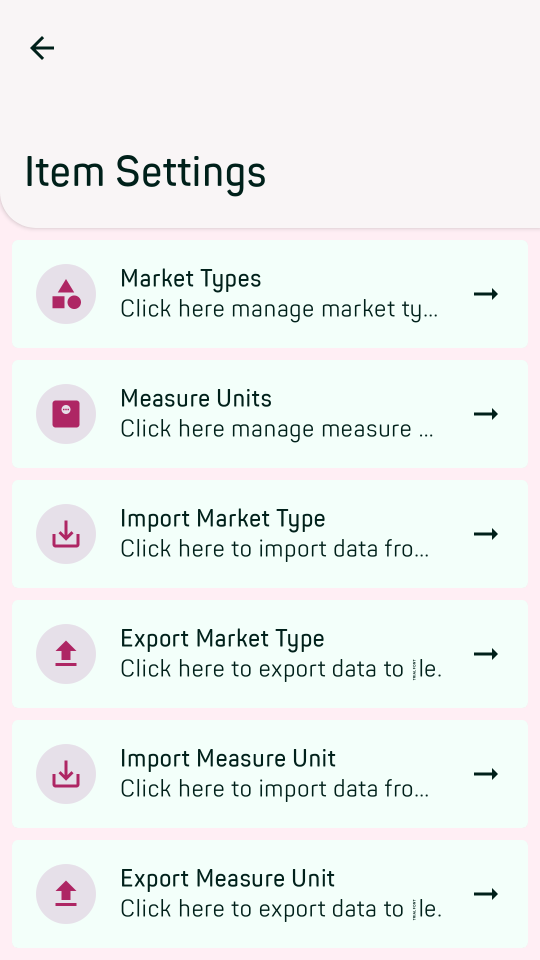 Item Settings
Market Types
Click here manage market ty...
Measure Units
Click here manage measure ...
Import Market Type
Click here to import data fro...
Export Market Type
Click here to export data to le.
Import Measure Unit
Click here to import data fro...
Export Measure Unit
Click here to export data to le.